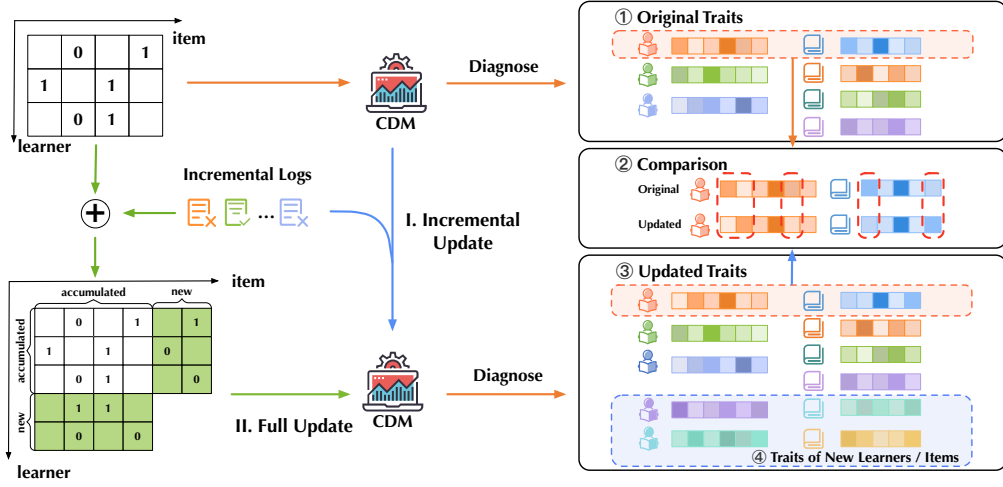 item
0 1
1 1
0 1
learner
CDM
Diagnose
Incremental Logs
...
I. Incremental
Update
item
accumulated new
accumulated
new
0 1 1
1 1 0
0 1 0
1 1
0 0
learner
II. Full Update
CDM
Diagnose
① Original Traits
② Comparison
Original
Updated
③ Updated Traits
④ Traits of New Learners / Items